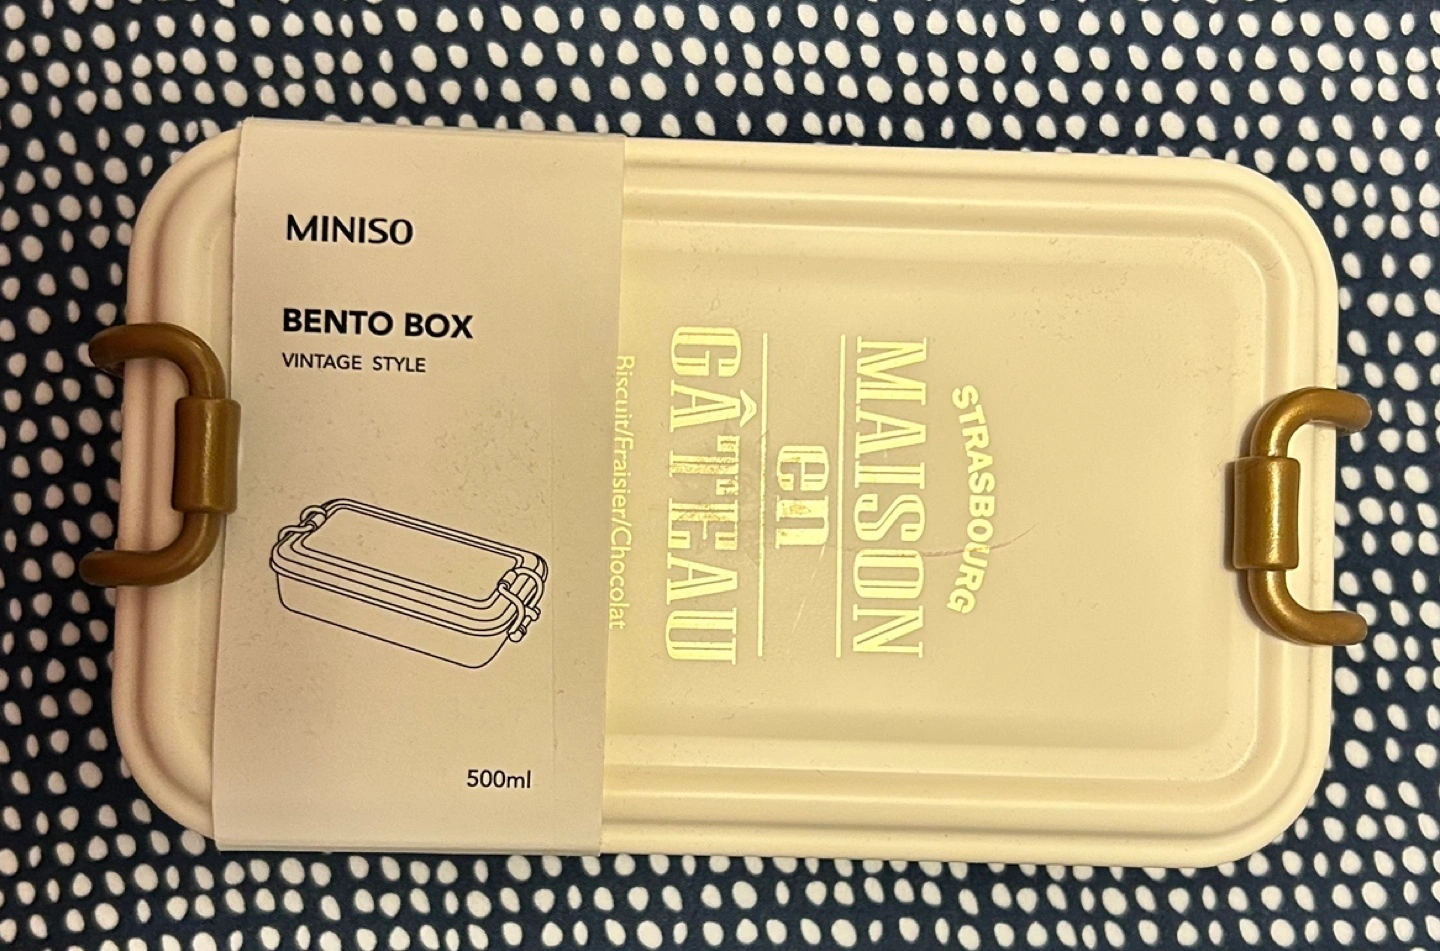 MINISO
BENTO BOX
VINTAGE STYLE
500ml
STRASBOURG
MAISON
en
GÂTEAU
Biscuit/Fraisier/Chocolat